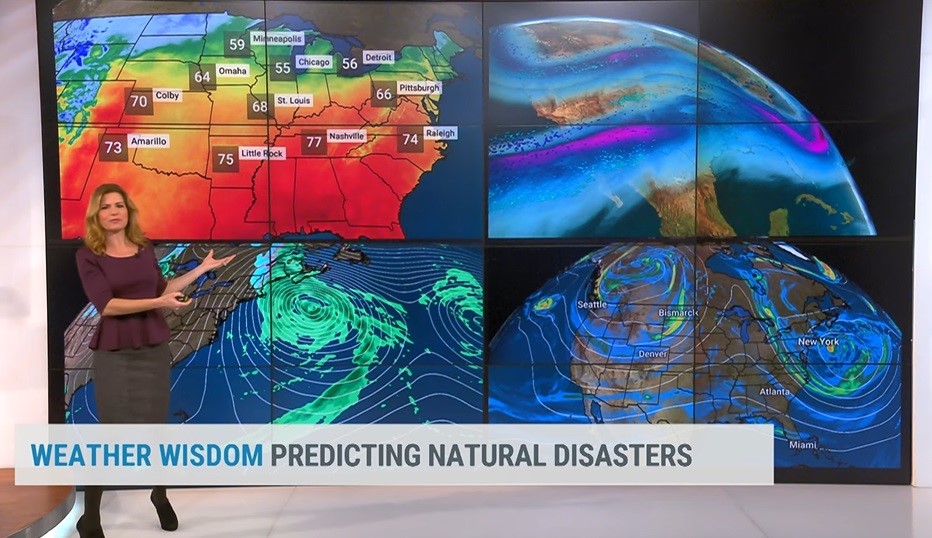 59 Minneapolis
55 Chicago
56 Detroit
64 Omaha
70 Colby
68 St. Louis
66 Pittsburgh
73 Amarillo
75 Little Rock
77 Nashville
74 Raleigh
Seattle
Bismarck
Denver
New York
Atlanta
Miami
WEATHER WISDOM PREDICTING NATURAL DISASTERS